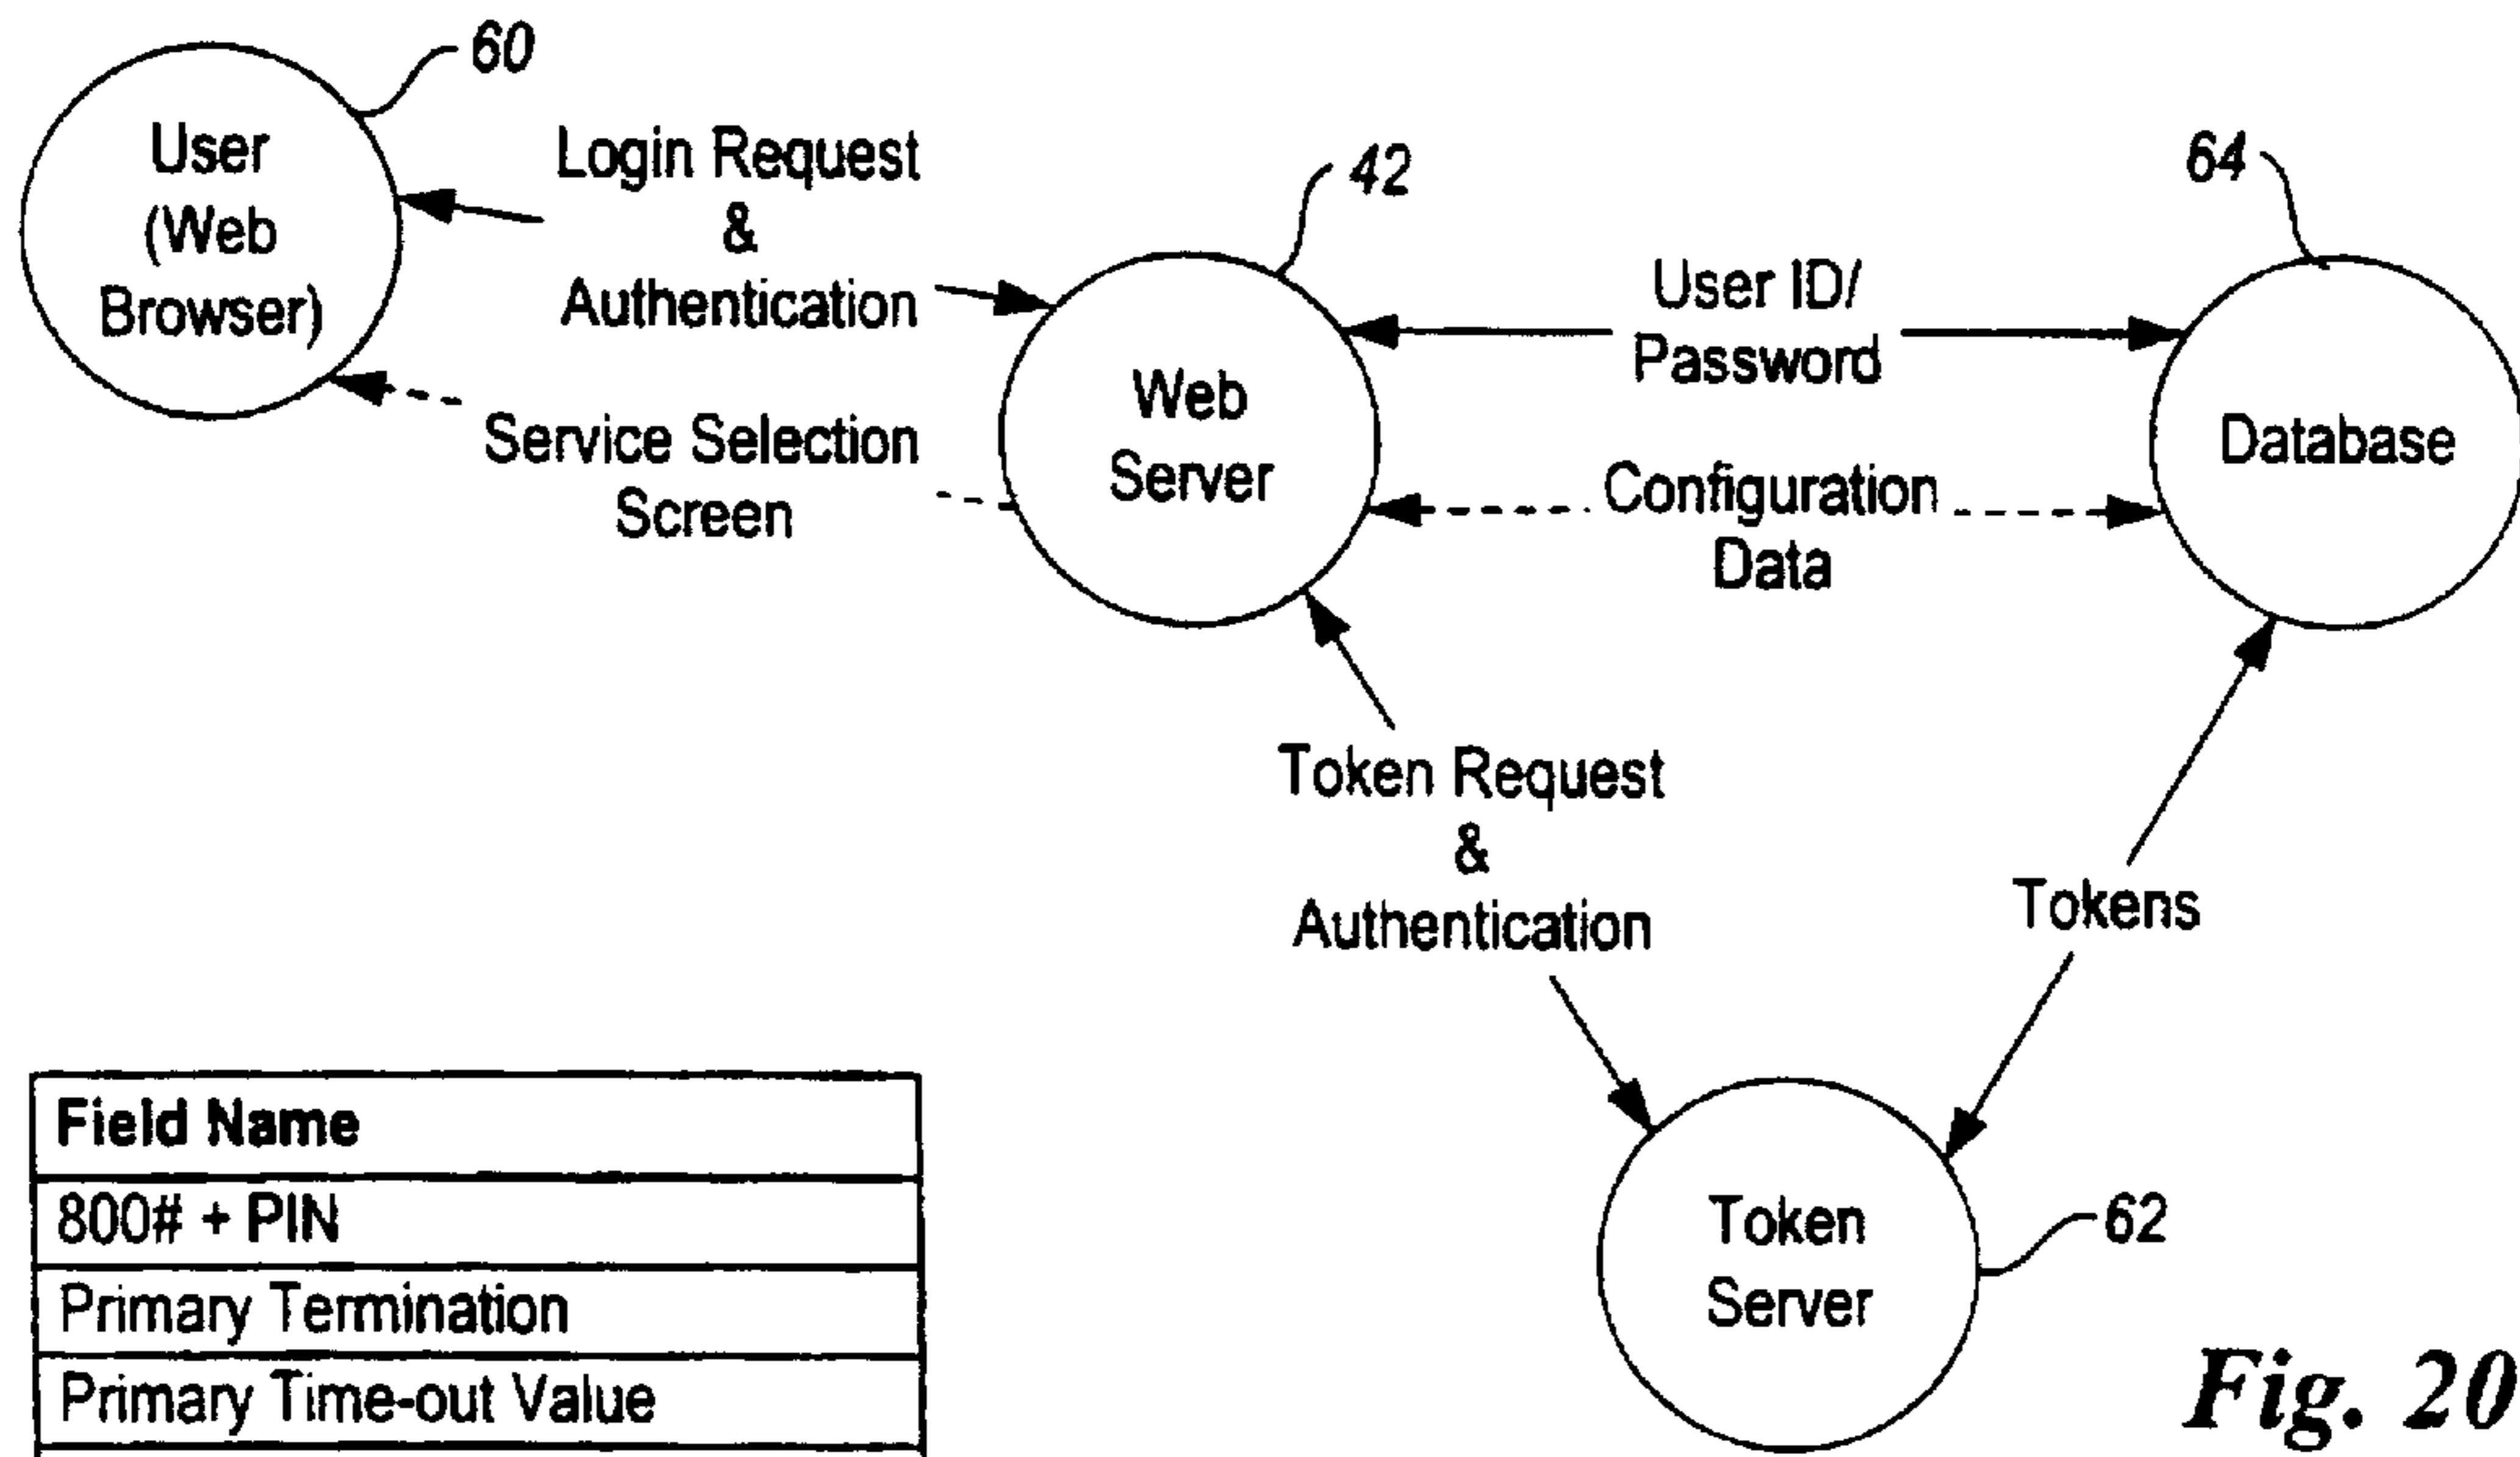 60
User
(Web
Browser)
Login Request
&
Authentication
Service Selection
Screen
42
Web
Server
User ID/
Password
Configuration
Data
64
Database
Token Request
&
Authentication
Tokens
Token
Server
62
Field Name
800# + PIN
Primary Termination
Primary Time-out Value
Fig. 20